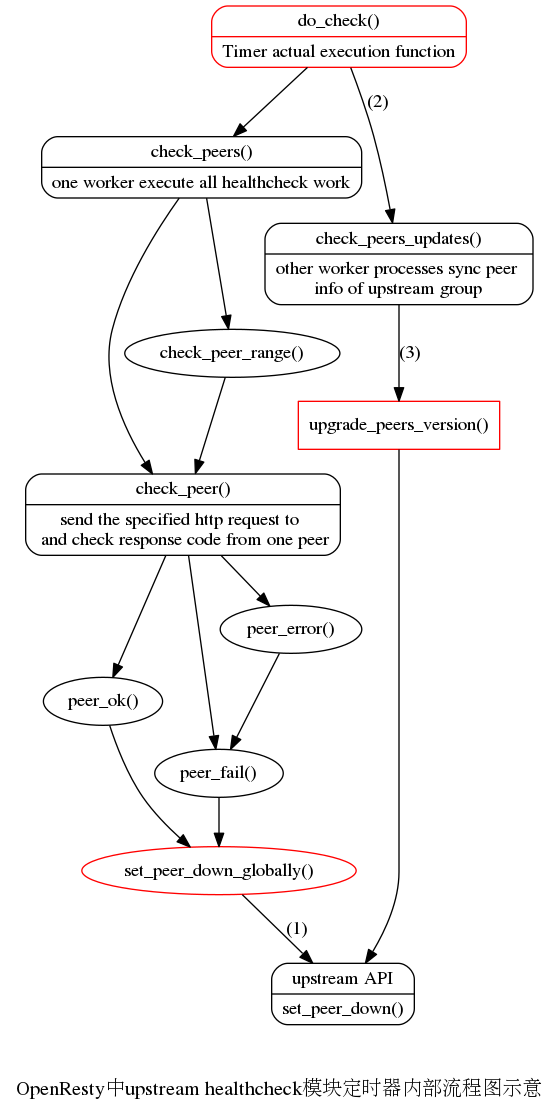 do_check()
Timer actual execution function
(2)
check_peers()
one worker execute all healthcheck work
check_peers_updates()
other worker processes sync peer
info of upstream group
check_peer_range()
(3)
upgrade_peers_version()
check_peer()
send the specified http request to
and check response code from one peer
peer_error()
peer_ok()
peer_fail()
set_peer_down_globally()
(1)
upstream API
set_peer_down()
OpenResty中upstream healthcheck模块定时器内部流程图示意